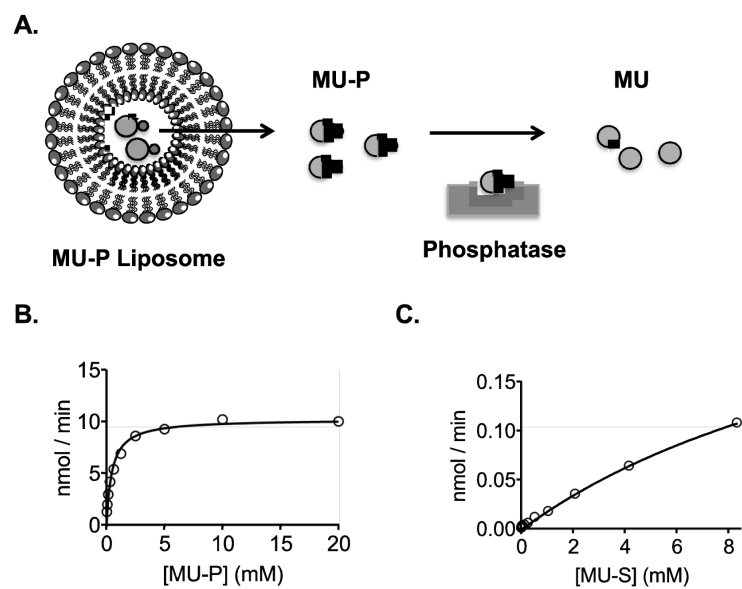 A.
MU-P
MU
MU-P Liposome
Phosphatase
B.
C.
15
10
5
0
nmol / min
0
5
10
15
20
[MU-P] (mM)
0.15
0.10
0.05
0.00
nmol / min
0
2
4
6
8
[MU-S] (mM)